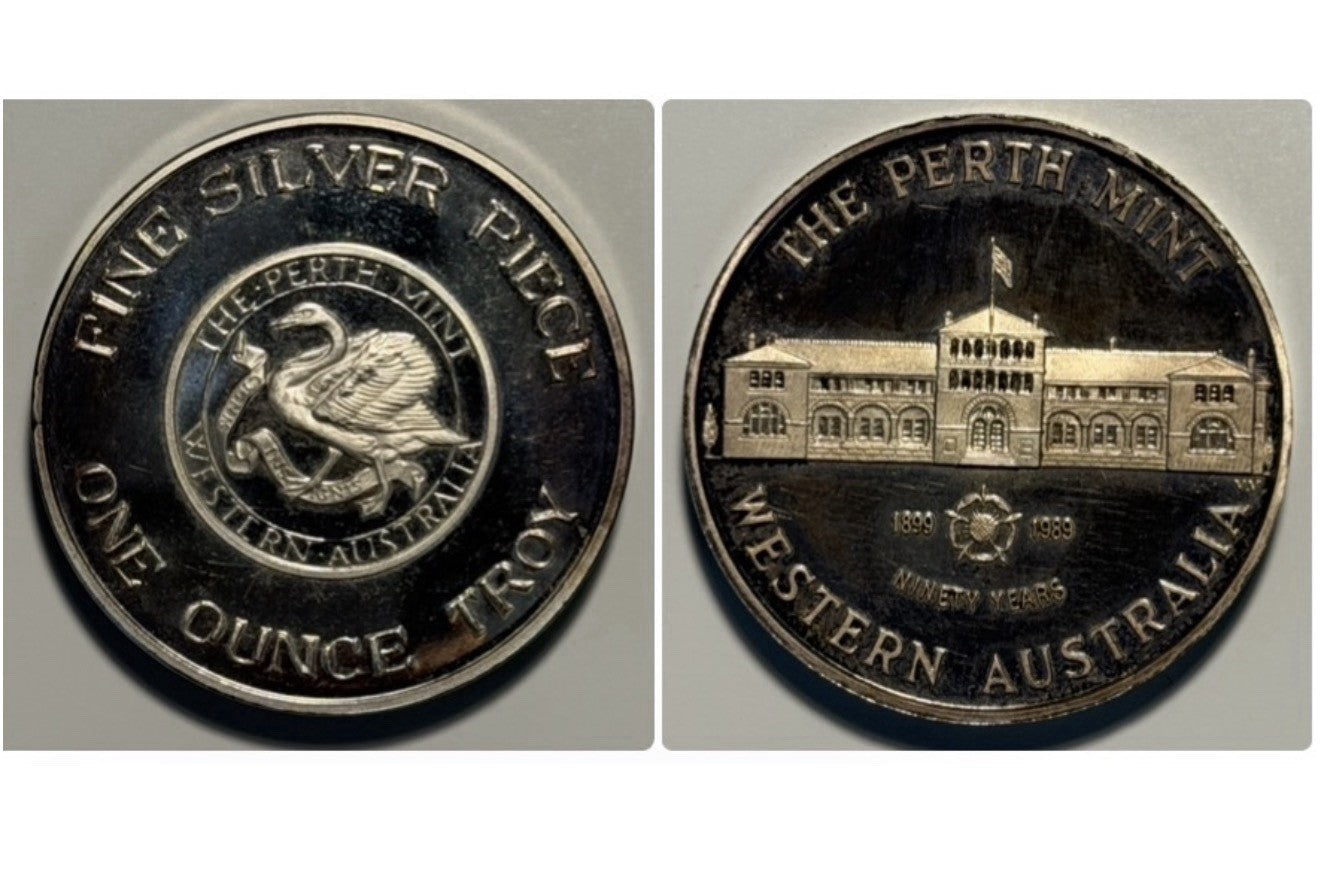 FINE SILVER PIECE
THE·PERTH·MINT
WESTERN·AUSTRALIA
ONE OUNCE TROY
THE PERTH MINT
1899 1989
NINETY YEARS
WESTERN AUSTRALIA